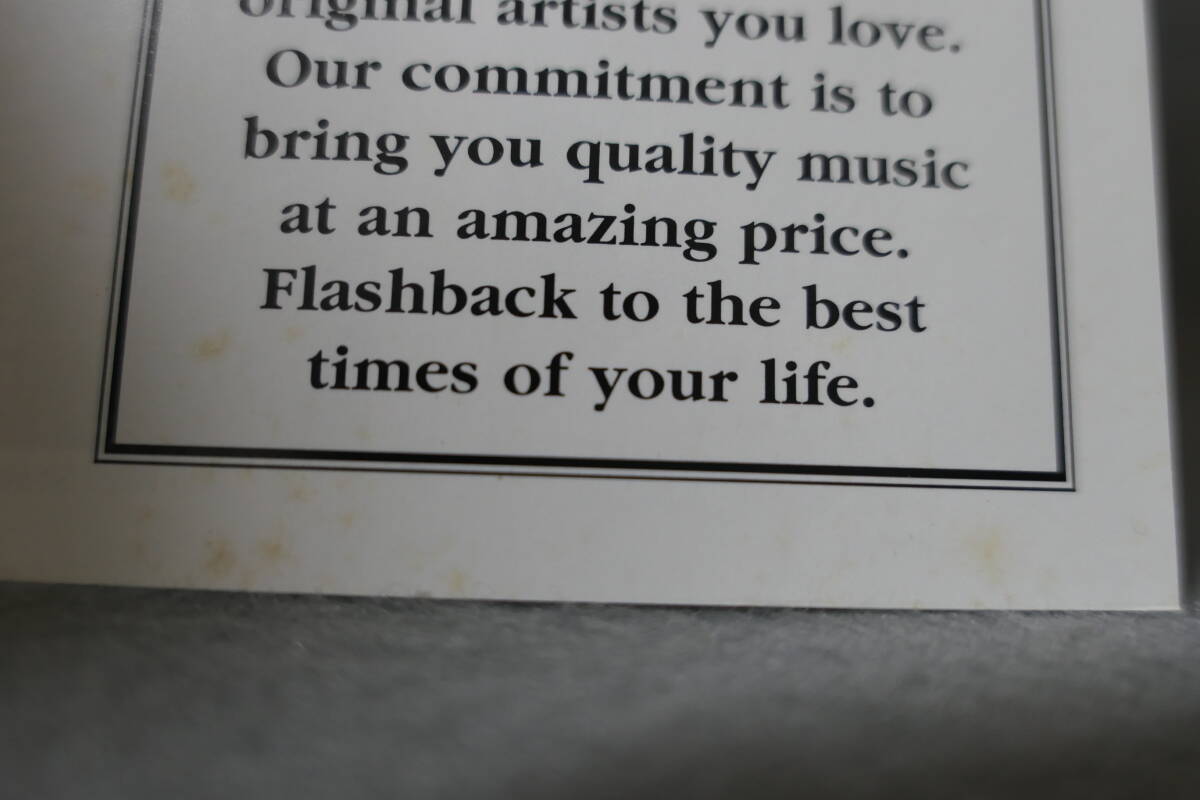 original artists you love.
Our commitment is to
bring you quality music
at an amazing price.
Flashback to the best
times of your life.